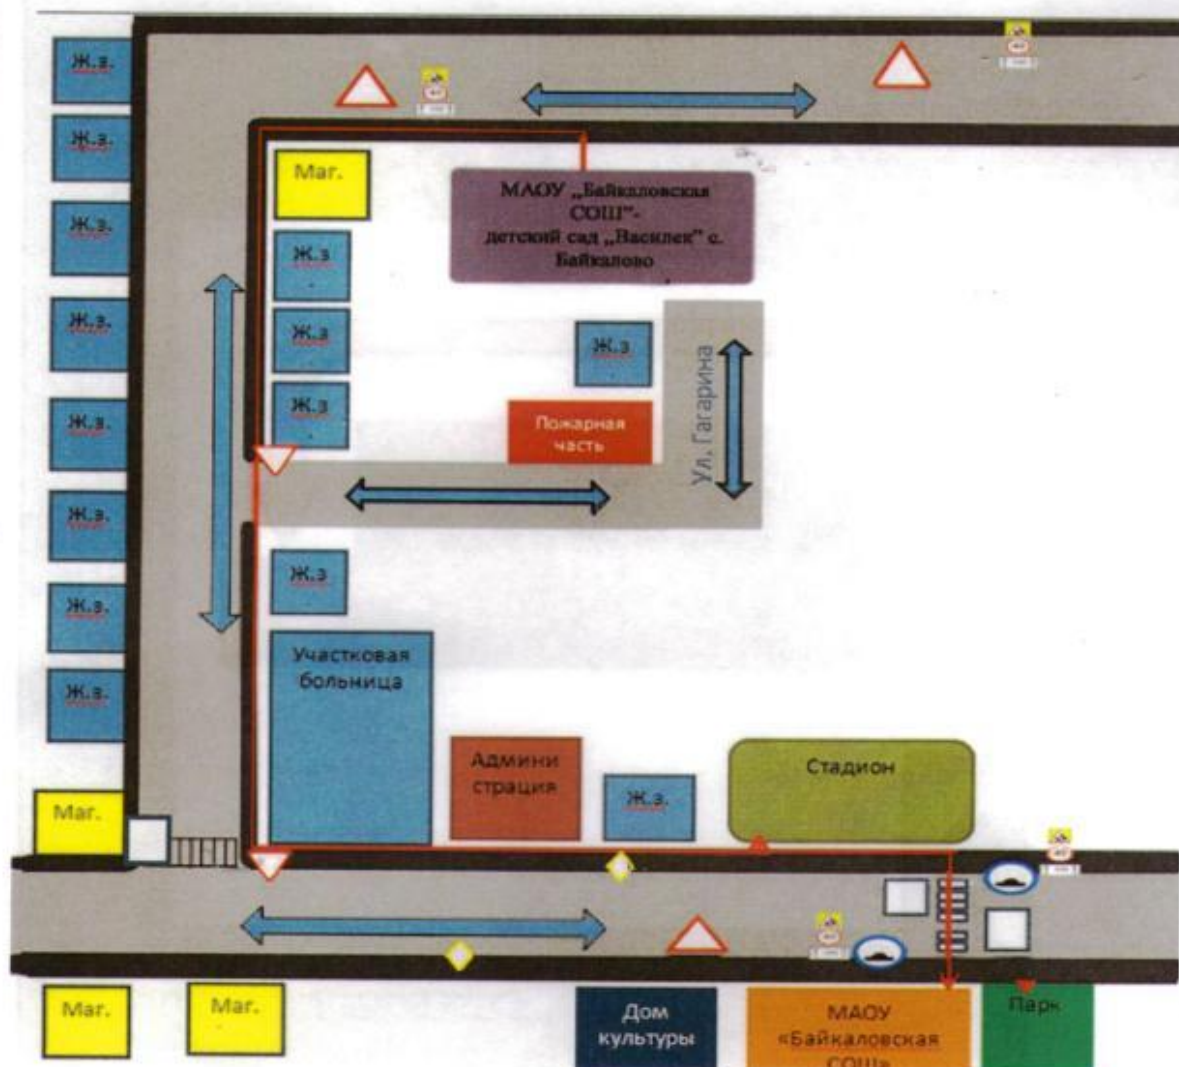 Ж.з.
Ж.з.
Ж.з.
Ж.з.
Ж.з.
Ж.з.
Ж.з.
Ж.з.
Маг.
Маг.
МАОУ „Байкаловская
СОШ"-
детский сад „Василек" с.
Байкалово
Ж.з
.
Ж.з
.
Ж.з
.
Ж.з
.
Пожарная
часть
Ул. Гагарина
Ж.з
.
Участковая
больница
Админи
страция
Ж.з.
Стадион
Маг.
Маг.
Дом
культуры
МАОУ
«Байкаловская
СОШ»
Парк